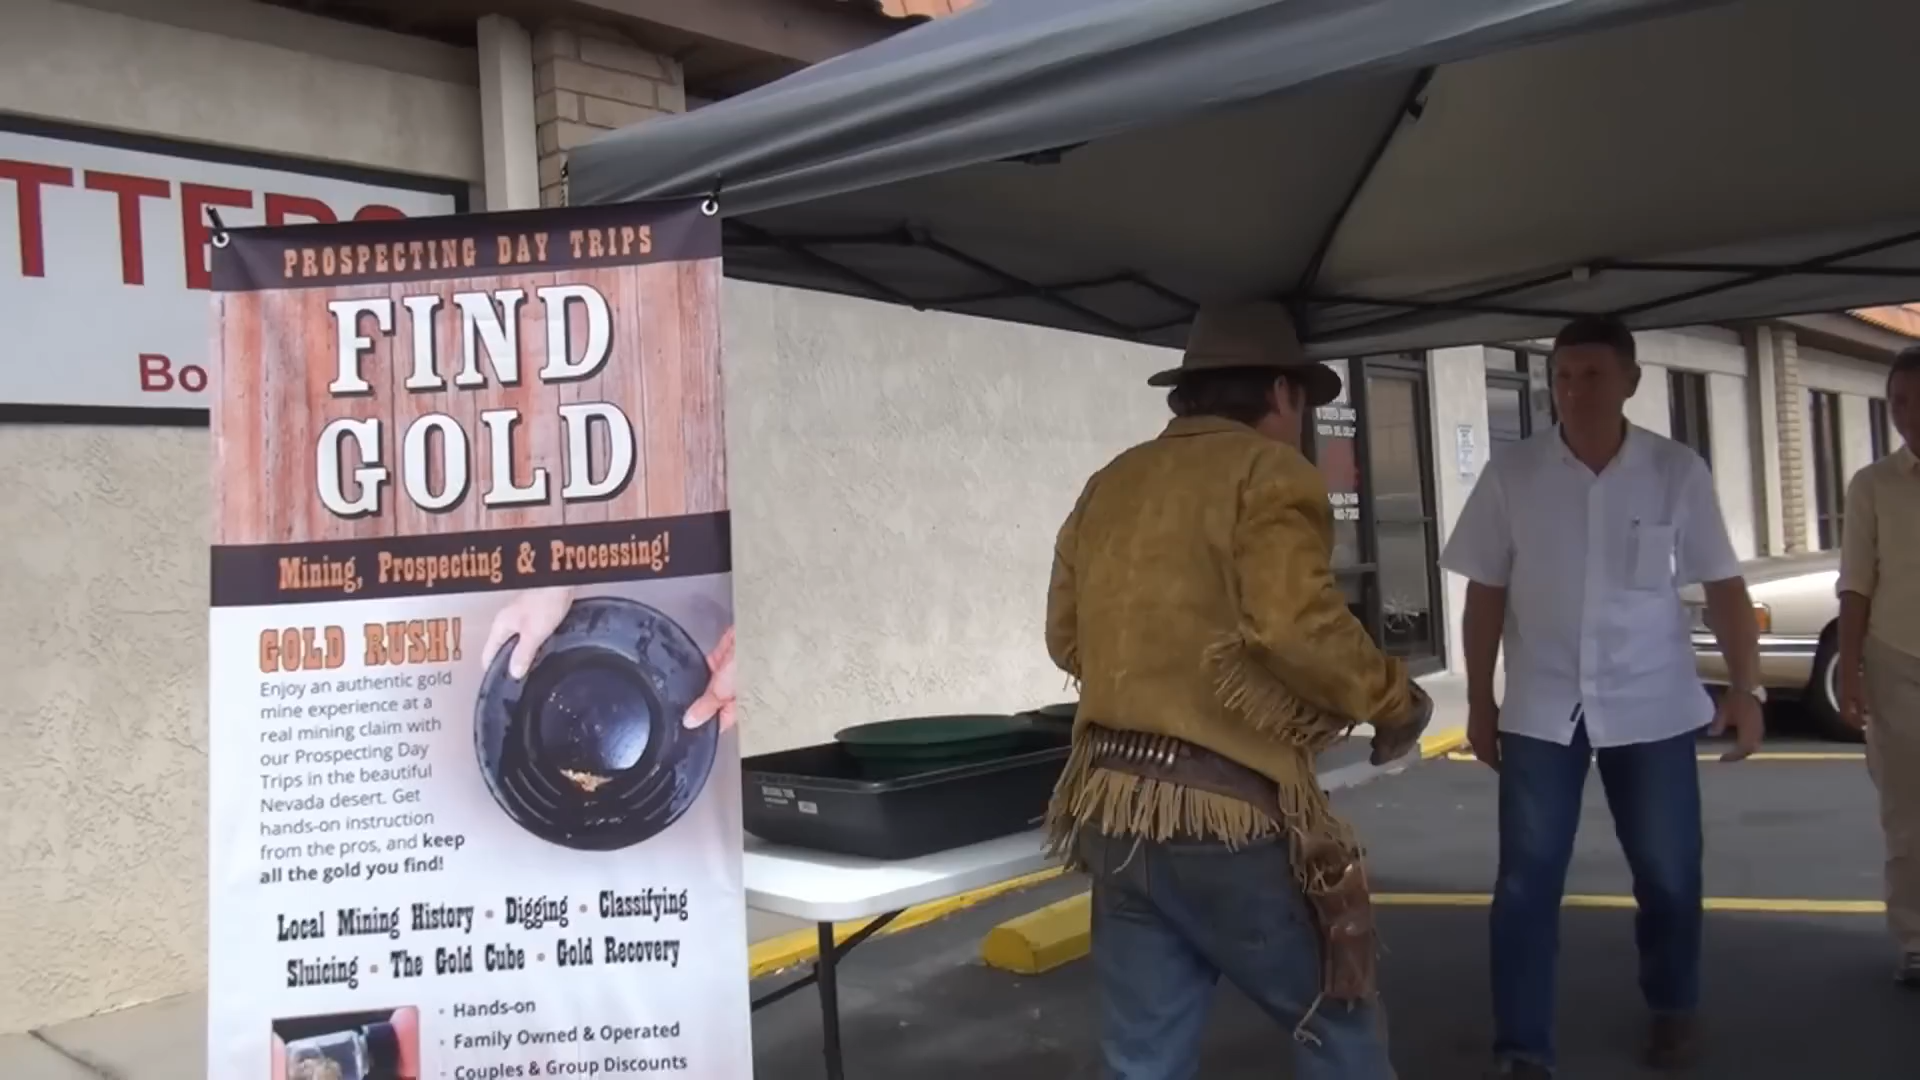 TTERS
Bo
PROSPECTING DAY TRIPS
FIND
GOLD
Mining, Prospecting & Processing!
GOLD RUSH!
Enjoy an authentic gold
mine experience at a
real mining claim with
our Prospecting Day
Trips in the beautiful
Nevada desert. Get
hands-on instruction
from the pros, and keep
all the gold you find!
Local Mining History • Digging • Classifying
Sluicing • The Gold Cube • Gold Recovery
- Hands-on
- Family Owned & Operated
- Couples & Group Discounts